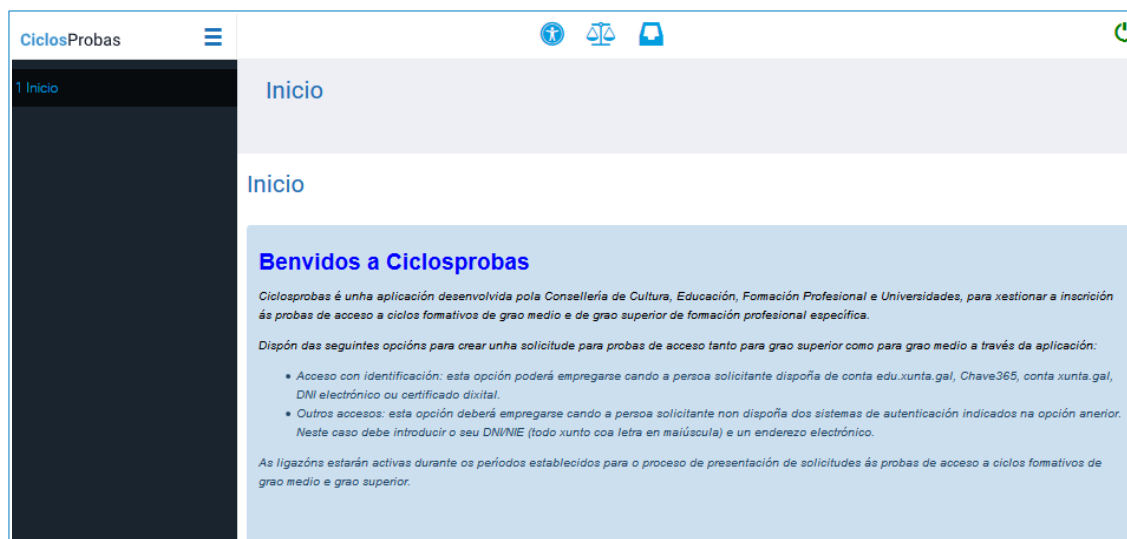 CiclosProbas
1 Inicio
Inicio
Inicio
Benvidos a Ciclosprobas
Ciclosprobas é unha aplicación desenvolvida pola Consellería de Cultura, Educación, Formación Profesional e Universidades, para xestionar a inscrición
ás probas de acceso a ciclos formativos de grao medio e de grao superior de formación profesional específica.
Dispón das seguintes opcións para crear unha solicitude para probas de acceso tanto para grao superior como para grao medio a través da aplicación:
• Acceso con identificación: esta opción poderá empregarse cando a persoa solicitante dispoña de conta edu.xunta.gal, Chave365, conta xunta.gal,
DNI electrónico ou certificado dixital.
• Outros accesos: esta opción deberá empregarse cando a persoa solicitante non dispoña dos sistemas de autenticación indicados na opción anerior.
Neste caso debe introducir o seu DNI/NIE (todo xunto coa letra en maiúscula) e un enderezo electrónico.
As ligazóns estarán activas durante os períodos establecidos para o proceso de presentación de solicitudes ás probas de acceso a ciclos formativos de
grao medio e grao superior.